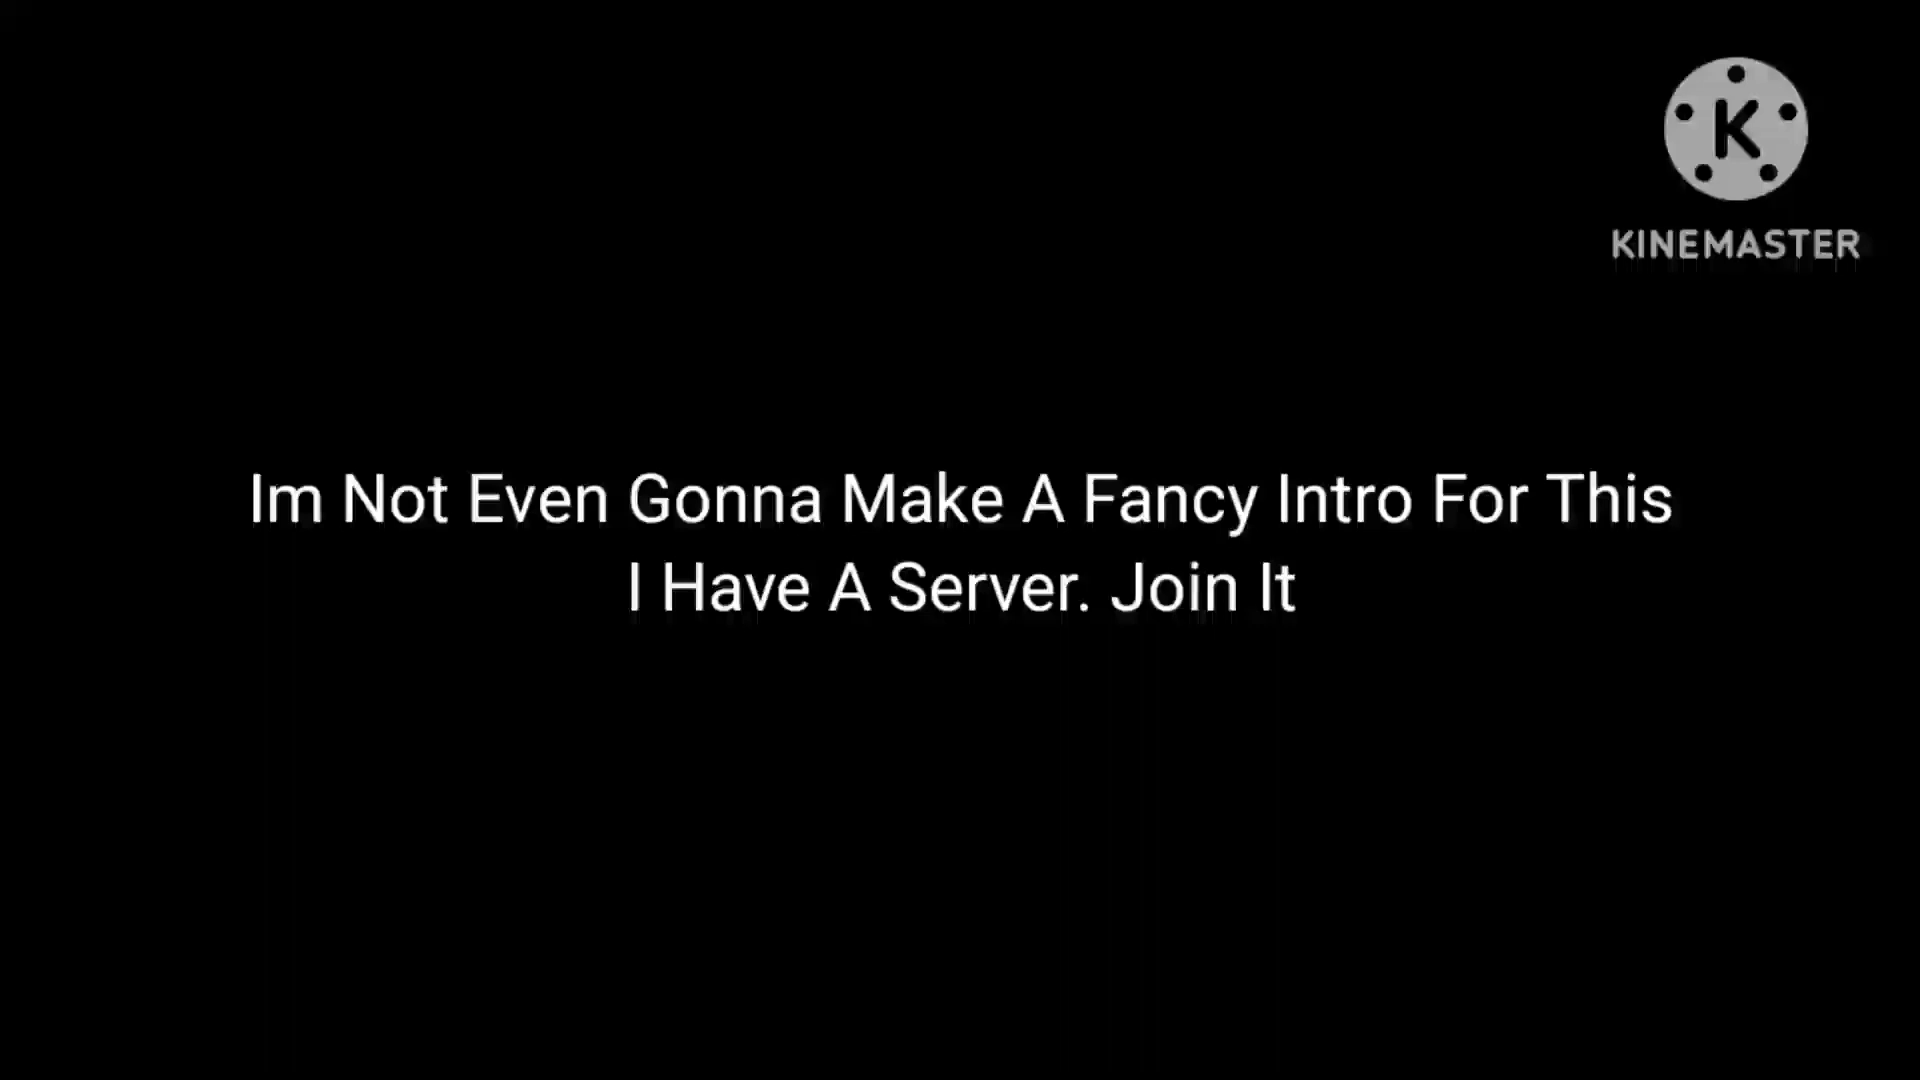 K
KINEMASTER
Im Not Even Gonna Make A Fancy Intro For This
I Have A Server. Join It